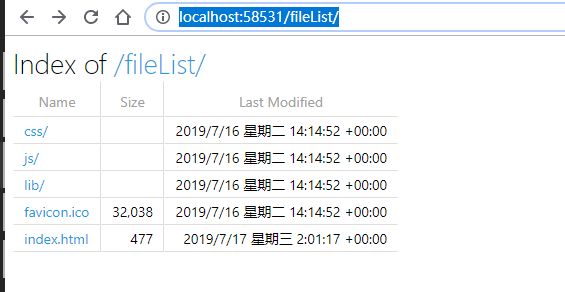 localhost:58531/fileList/
Index of /fileList/
Name Size Last Modified
css/ 2019/7/16 星期二 14:14:52 +00:00
js/ 2019/7/16 星期二 14:14:52 +00:00
lib/ 2019/7/16 星期二 14:14:52 +00:00
favicon.ico 32,038 2019/7/16 星期二 14:14:52 +00:00
index.html 477 2019/7/17 星期三 2:01:17 +00:00